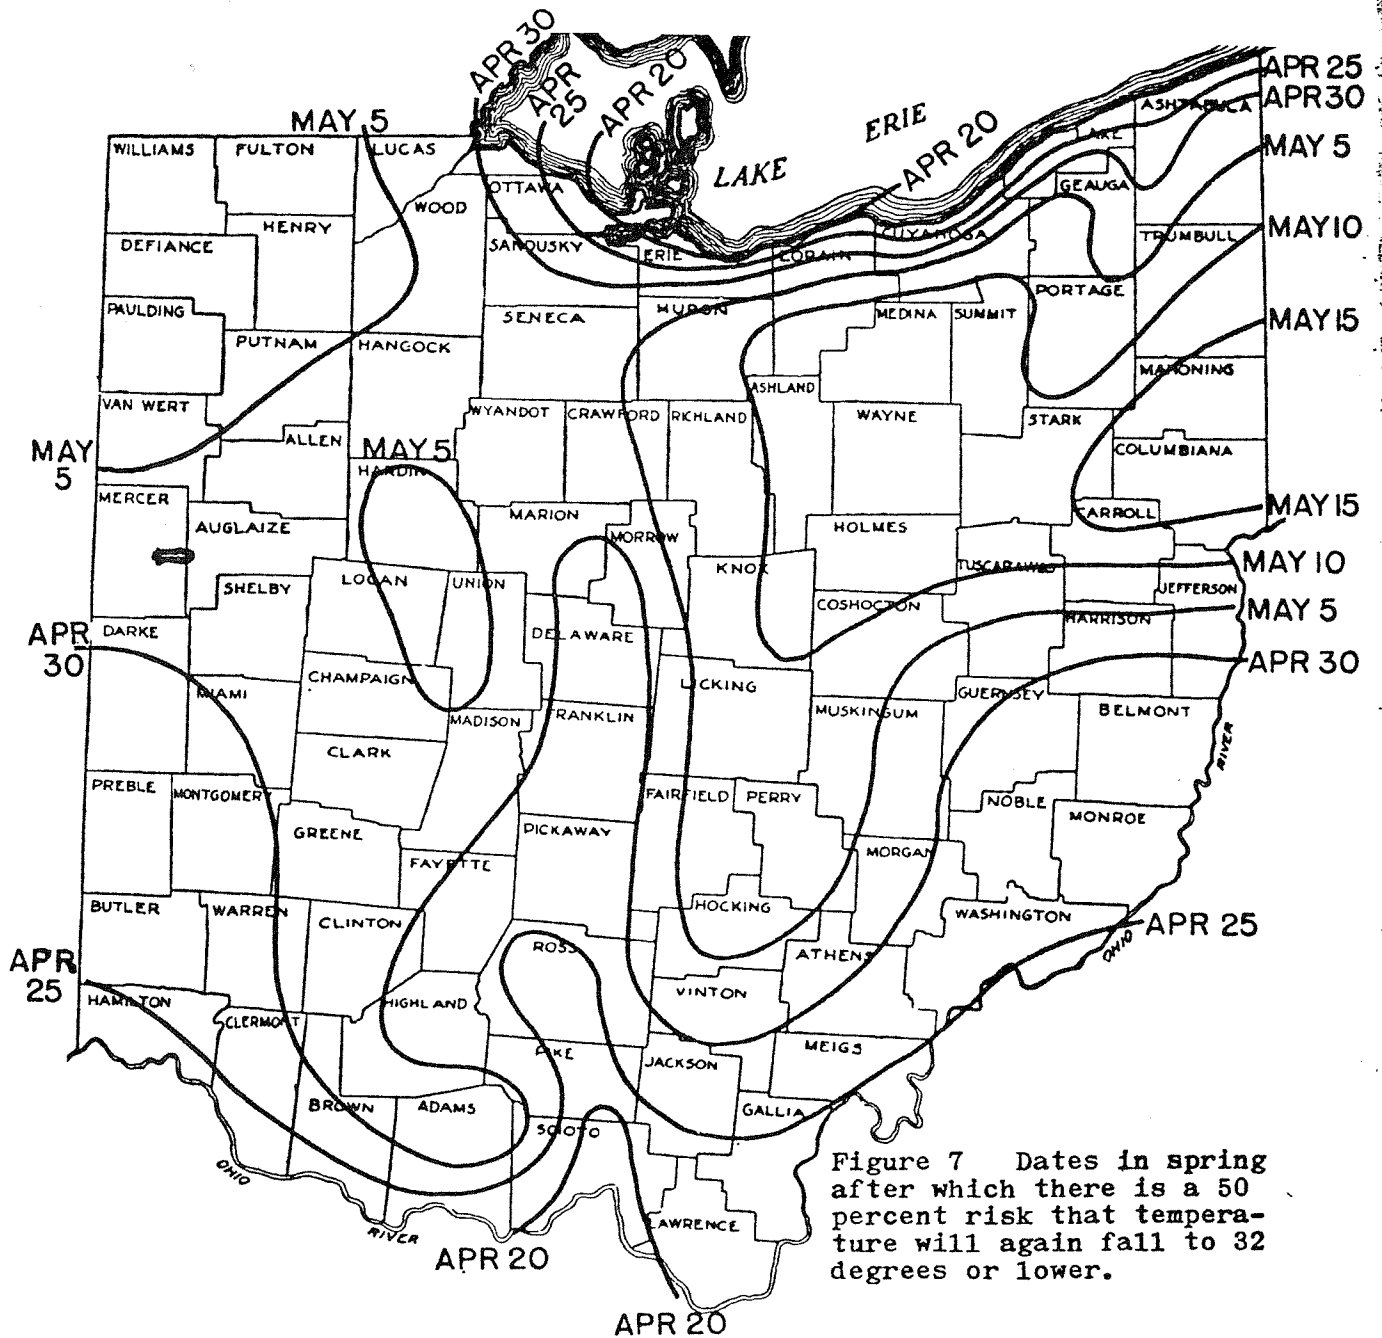 APR 30
APR
25
APR 20
LAKE
ERIE
APR 20
APR 25
APR 30
MAY 5
MAY 10
MAY 15
MAY 15
MAY 10
MAY 5
APR 30
APR 25
MAY 5
MAY
5
MAY 5
APR
30
APR
25
APR 20
APR 20
WILLIAMS
FULTON
LUCAS
OTTAWA
WOOD
HENRY
DEFIANCE
SANDUSKY
ERIE
LORAIN
CUYAHOGA
LAKE
ASHTABULA
GEAUGA
TRUMBULL
PAULDING
PUTNAM
HANCOCK
SENECA
HURON
MEDINA
SUMMIT
PORTAGE
MAHONING
VAN WERT
ALLEN
HARDIN
WYANDOT
CRAWFORD
RICHLAND
ASHLAND
WAYNE
STARK
COLUMBIANA
MERCER
AUGLAIZE
MARION
MORROW
HOLMES
CARROLL
SHELBY
LOGAN
UNION
KNOX
COSHOCTON
TUSCARAWAS
JEFFERSON
HARRISON
DARKE
MIAMI
CHAMPAIGN
DELAWARE
LICKING
MUSKINGUM
GUERNSEY
BELMONT
CLARK
MADISON
FRANKLIN
PREBLE
MONTGOMERY
GREENE
FAYETTE
PICKAWAY
FAIRFIELD
PERRY
MORGAN
NOBLE
MONROE
BUTLER
WARREN
CLINTON
ROSS
HOCKING
ATHENS
WASHINGTON
HAMILTON
CLERMONT
HIGHLAND
VINTON
PIKE
JACKSON
MEIGS
BROWN
ADAMS
SCIOTO
GALLIA
LAWRENCE
OHIO
RIVER
OHIO
RIVER
Figure 7 Dates in spring
after which there is a 50
percent risk that tempera-
ture will again fall to 32
degrees or lower.